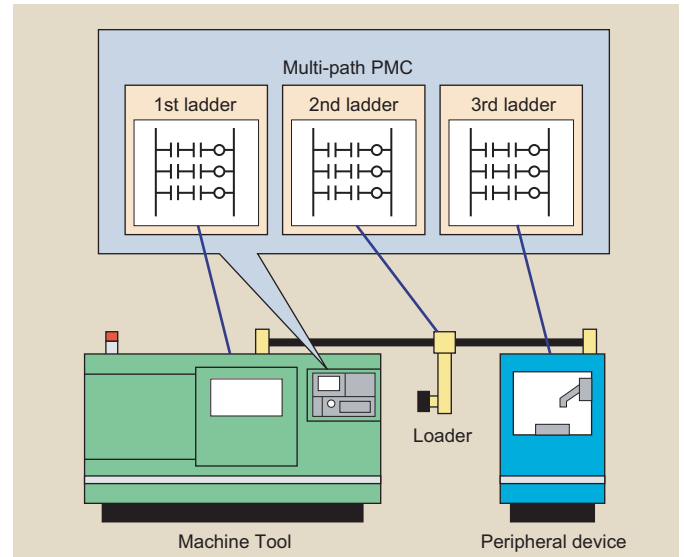 Multi-path PMC
1st ladder
2nd ladder
3rd ladder
Loader
Machine Tool
Peripheral device